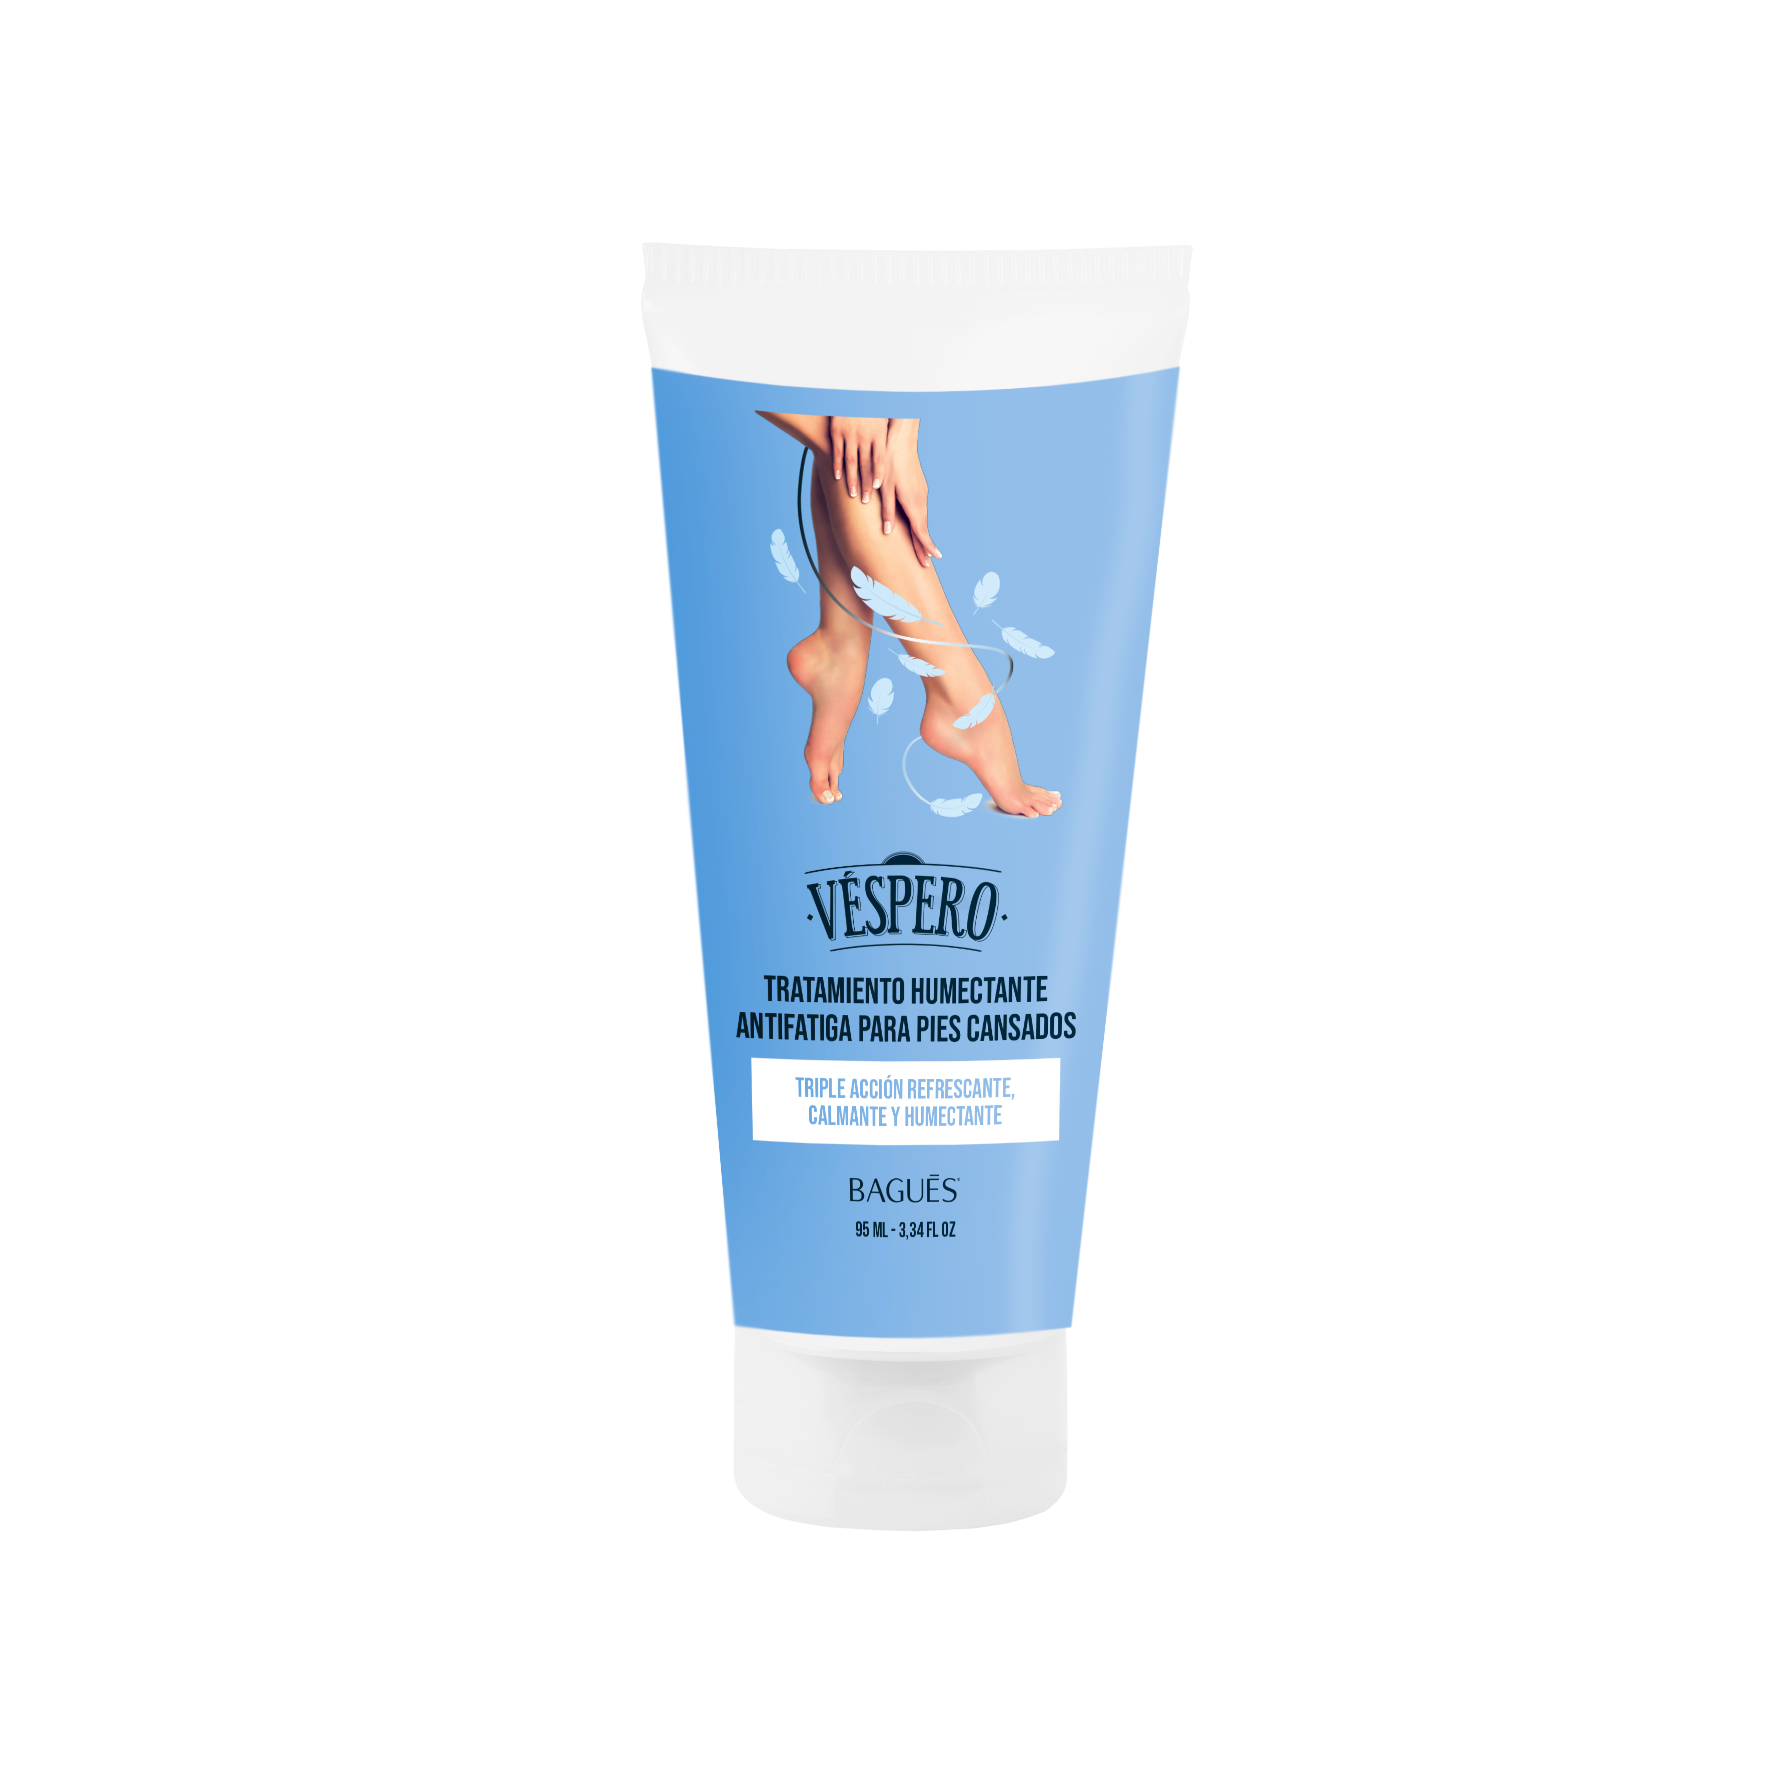 VÉSPERO
TRATAMIENTO HUMECTANTE
ANTIFATIGA PARA PIES CANSADOS
TRIPLE ACCIÓN REFRESCANTE,
CALMANTE Y HUMECTANTE
BAGUĒS
95 ML - 3,34 FL OZ